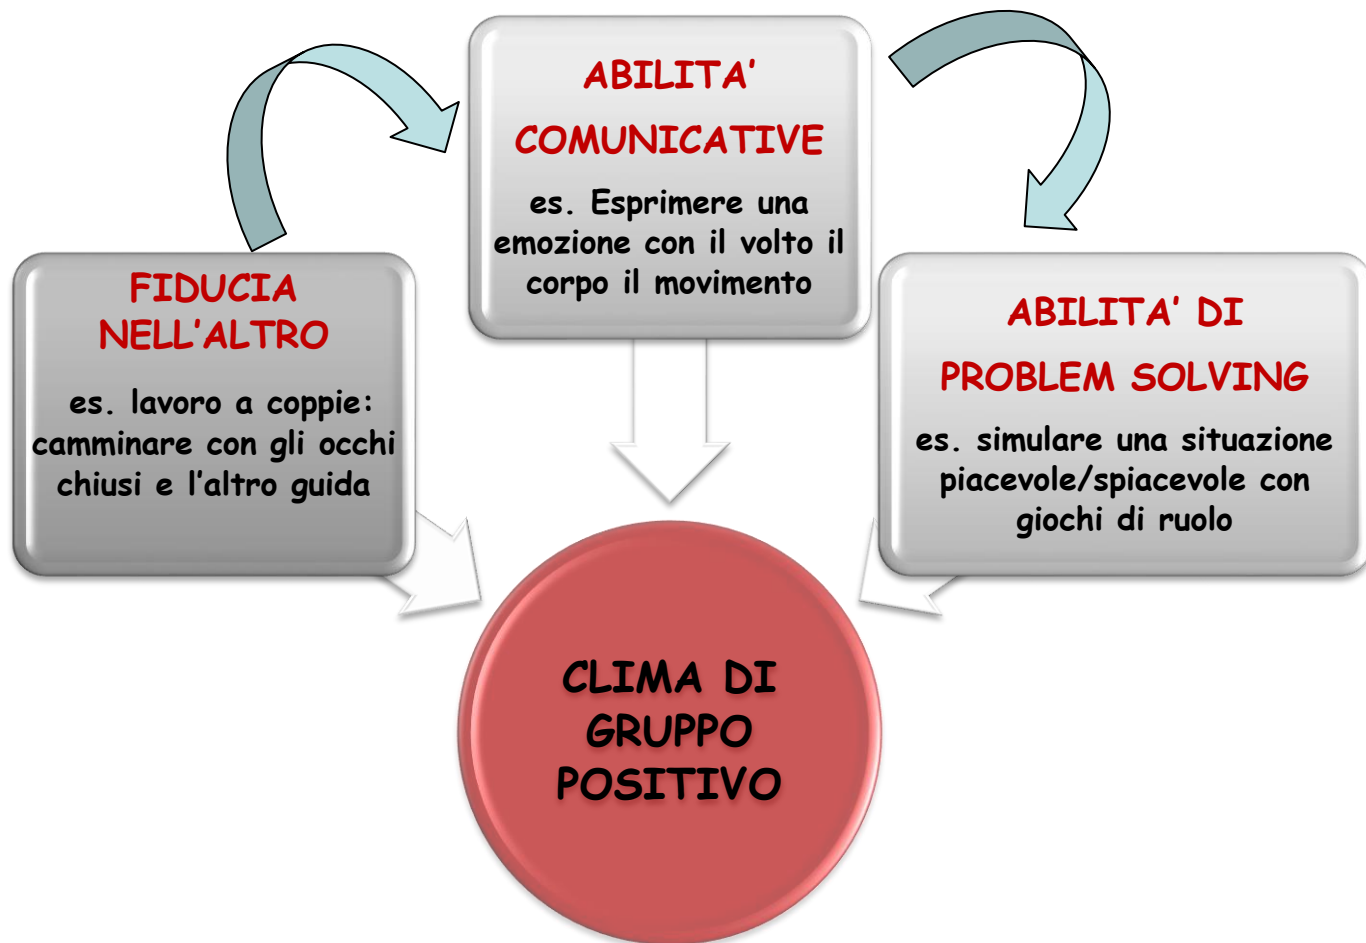 FIDUCIA
NELL'ALTRO
es. lavoro a coppie:
camminare con gli occhi
chiusi e l'altro guida
ABILITA'
COMUNICATIVE
es. Esprimere una
emozione con il volto il
corpo il movimento
ABILITA' DI
PROBLEM SOLVING
es. simulare una situazione
piacevole/spiacevole con
giochi di ruolo
CLIMA DI
GRUPPO
POSITIVO